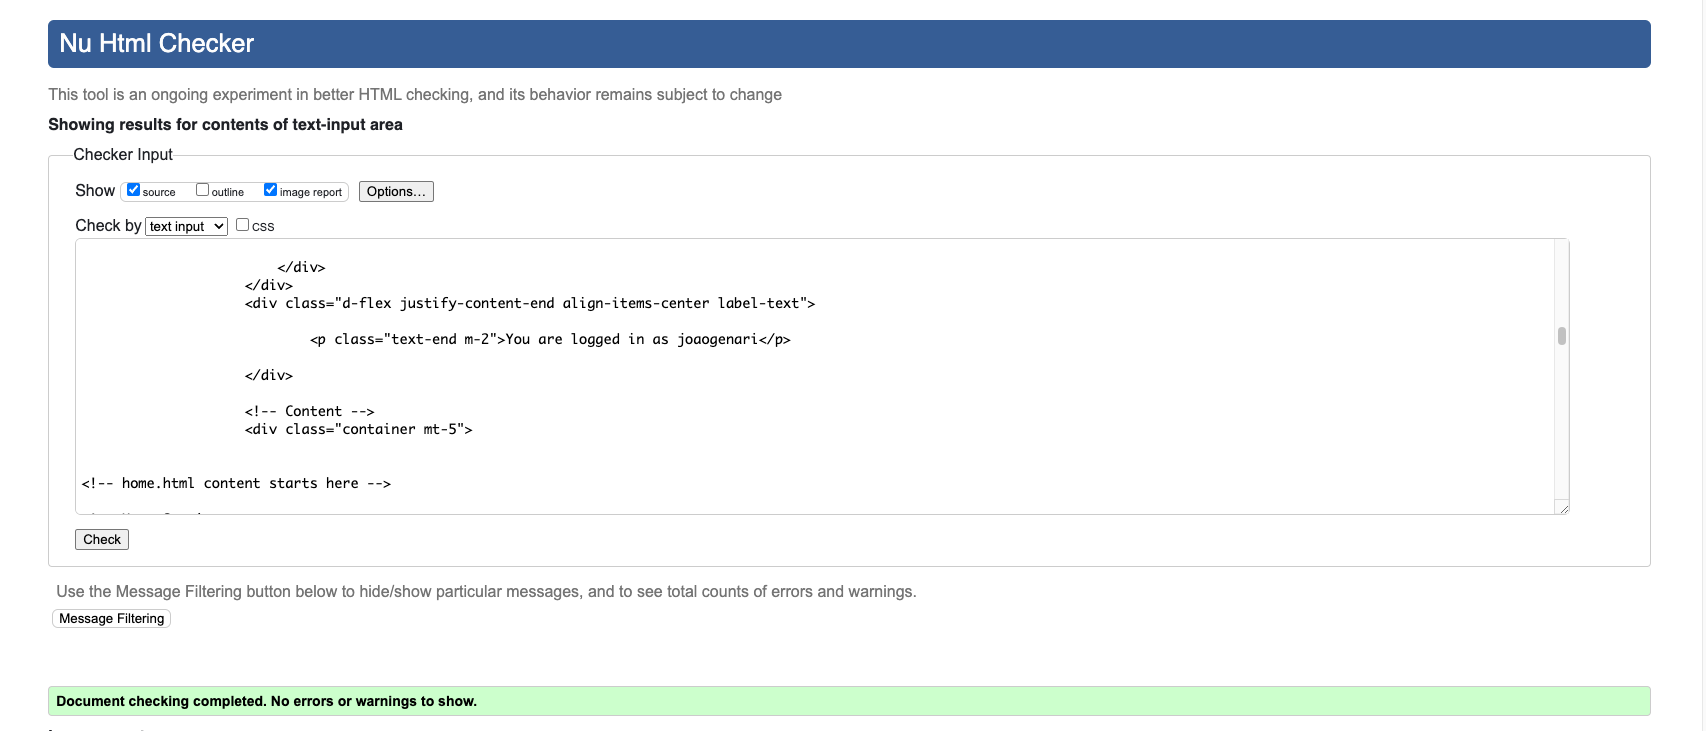 Nu Html Checker
This tool is an ongoing experiment in better HTML checking, and its behavior remains subject to change
Showing results for contents of text-input area
Checker Input
Show source outline image report Options...
Check by text input CSS
</div>
</div>
<div class="d-flex justify-content-end align-items-center label-text">
<p class="text-end m-2">You are logged in as joaogenari</p>
</div>
<!-- Content -->
<div class="container mt-5">
<!-- home.html content starts here -->
Check
Use the Message Filtering button below to hide/show particular messages, and to see total counts of errors and warnings.
Message Filtering
Document checking completed. No errors or warnings to show.